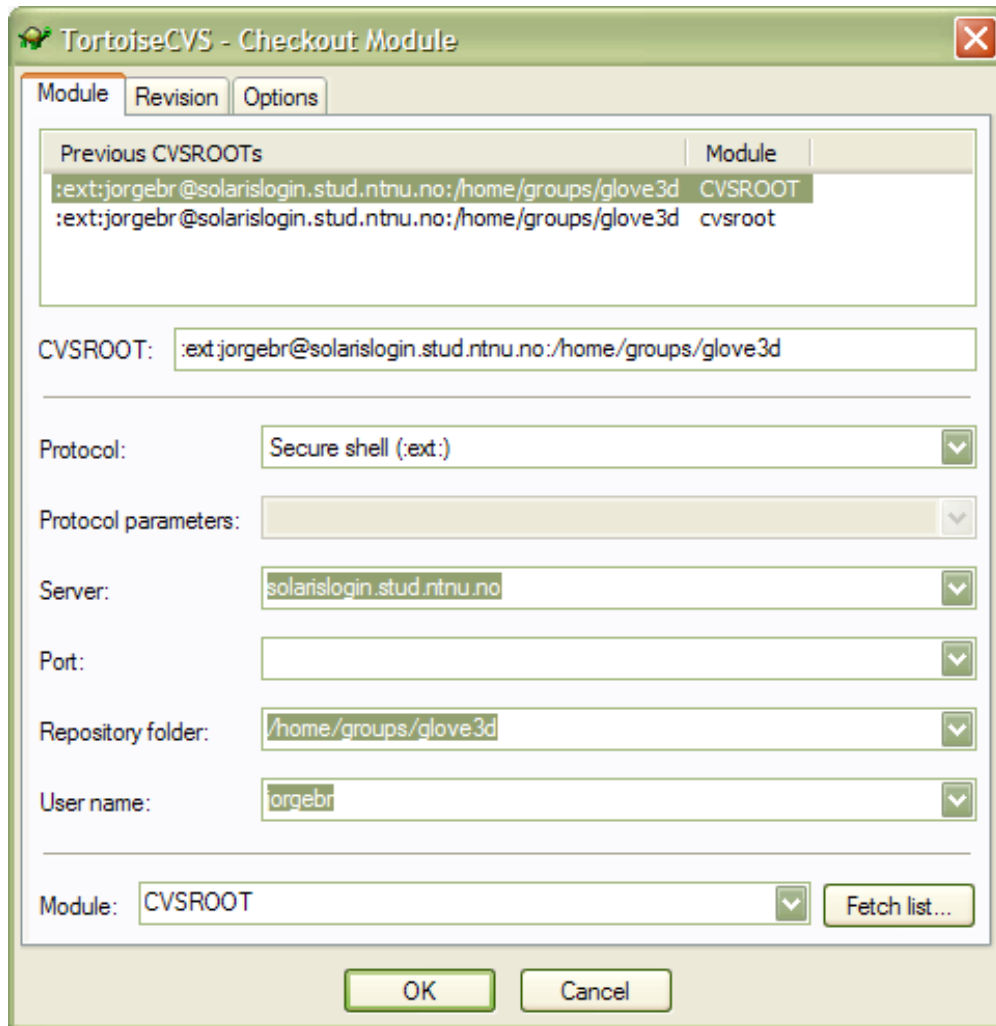 TortoiseCVS - Checkout Module
Module Revision Options
Previous CVSROOTs Module
:ext:jorgebr@solarislogin.stud.ntnu.no:/home/groups/glove3d CVSROOT
:ext:jorgebr@solarislogin.stud.ntnu.no:/home/groups/glove3d cvsroot
CVSROOT: :ext:jorgebr@solarislogin.stud.ntnu.no:/home/groups/glove3d
Protocol: Secure shell (:ext:)
Protocol parameters:
Server: solarislogin.stud.ntnu.no
Port:
Repository folder: /home/groups/glove3d
User name: jorgebr
Module: CVSROOT Fetch list...
OK Cancel